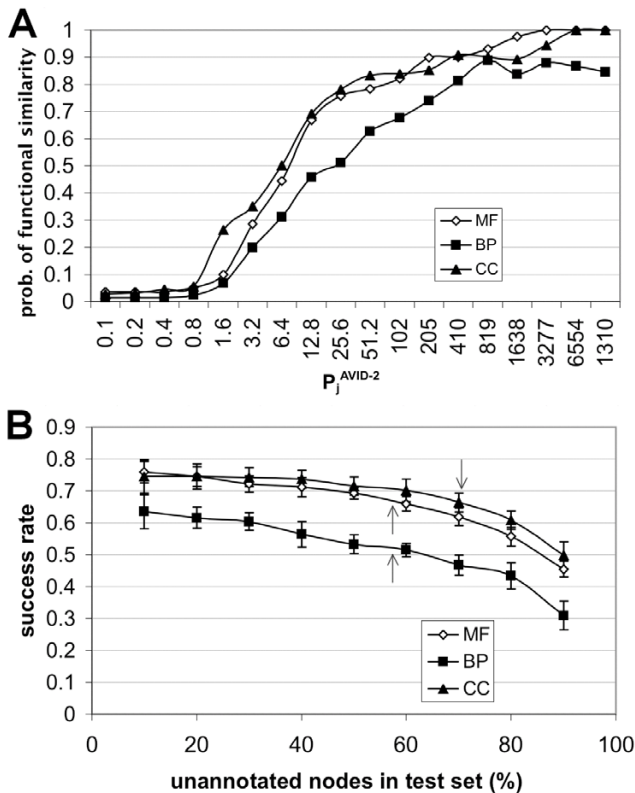 A
prob. of functional similarity
1
0.9
0.8
0.7
0.6
0.5
0.4
0.3
0.2
0.1
0
MF
BP
CC
0.1 0.2 0.4 0.8 1.6 3.2 6.4 12.8 25.6 51.2 102 205 410 819 1638 3277 6554 1310
PjAVID-2
B
success rate
0.9
0.8
0.7
0.6
0.5
0.4
0.3
0.2
0.1
0
MF
BP
CC
0 20 40 60 80 100
unannotated nodes in test set (%)